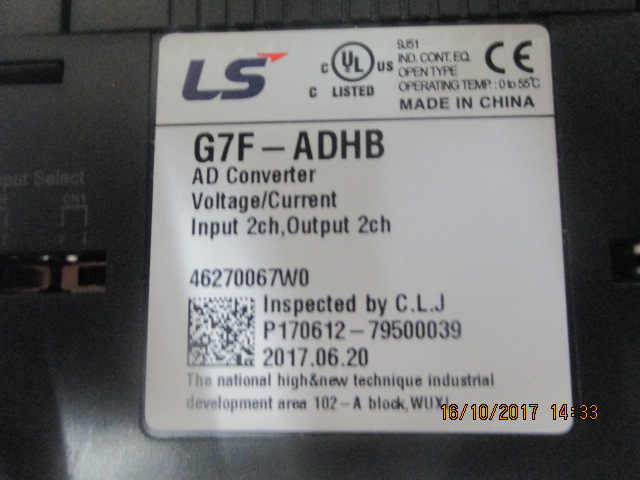 LS
C UL US
C LISTED
9J51
IND. CONT. EQ.
OPEN TYPE
OPERATING TEMP. : 0 to 55℃
CE
MADE IN CHINA
G7F-ADHB
AD Converter
Voltage/Current
Input 2ch,Output 2ch
46270067W0
Inspected by C.L.J
P170612-79500039
2017.06.20
The national high&new technique industrial
development area 102-A block,WUXI
16/10/2017 14:33
Select
CN1